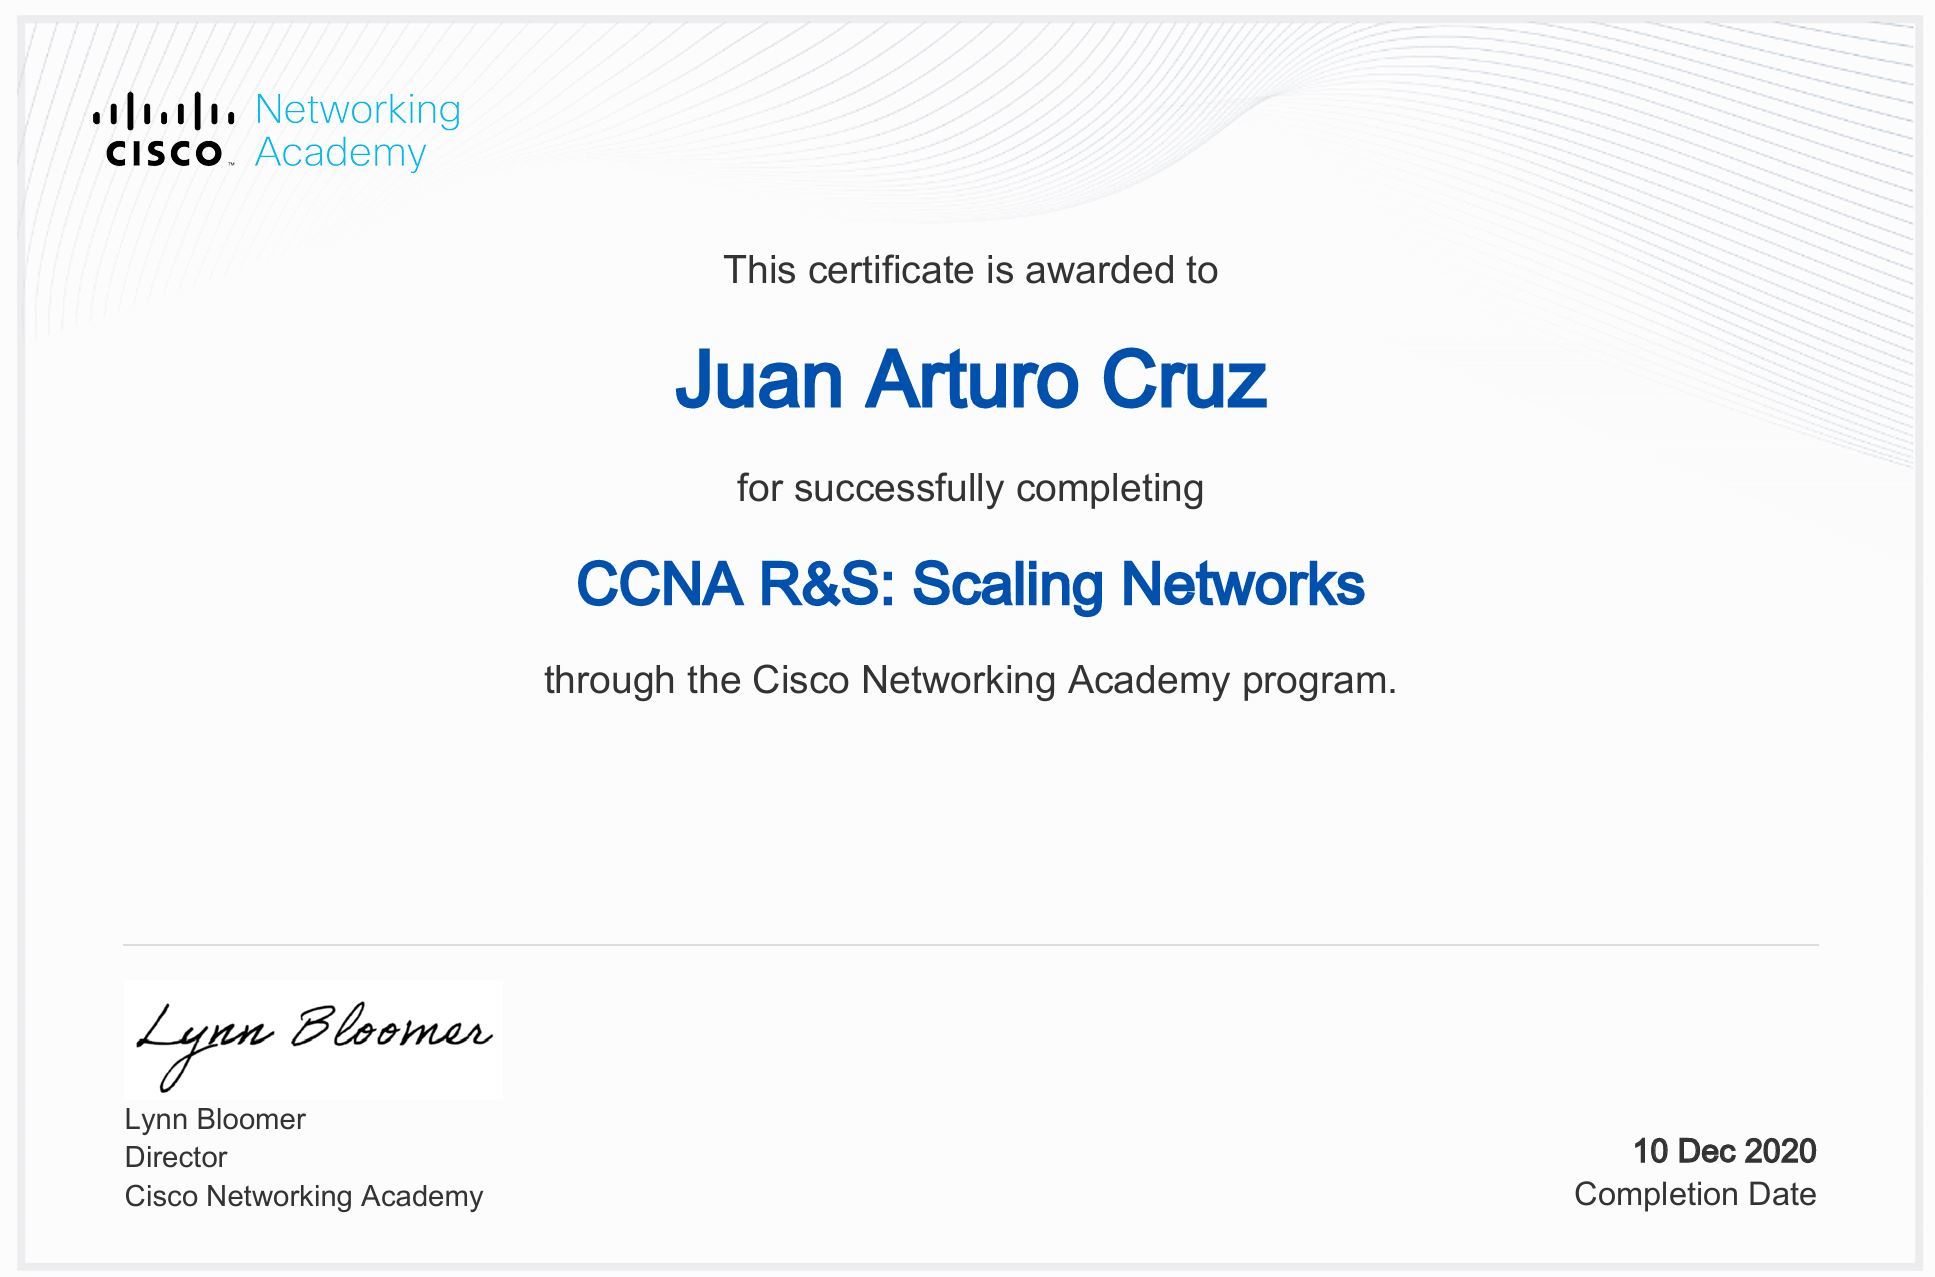 Networking
CISCO™ Academy
This certificate is awarded to
Juan Arturo Cruz
for successfully completing
CCNA R&S: Scaling Networks
through the Cisco Networking Academy program.
Lynn Bloomer
Lynn Bloomer
Director
Cisco Networking Academy
10 Dec 2020
Completion Date